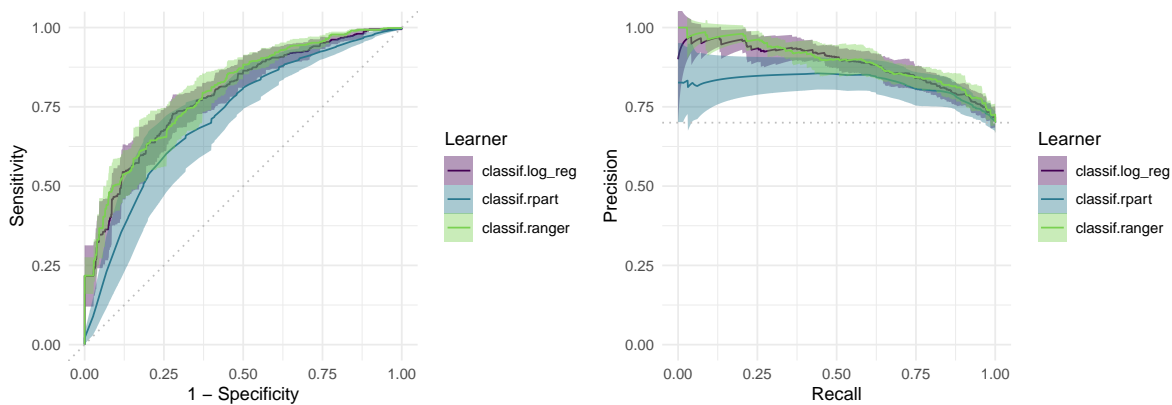 1.00
0.75
0.50
0.25
0.00
Sensitivity
0.00 0.25 0.50 0.75 1.00
1 − Specificity
Learner
classif.log_reg
classif.rpart
classif.ranger
1.00
0.75
0.50
0.25
0.00
Precision
0.00 0.25 0.50 0.75 1.00
Recall
Learner
classif.log_reg
classif.rpart
classif.ranger